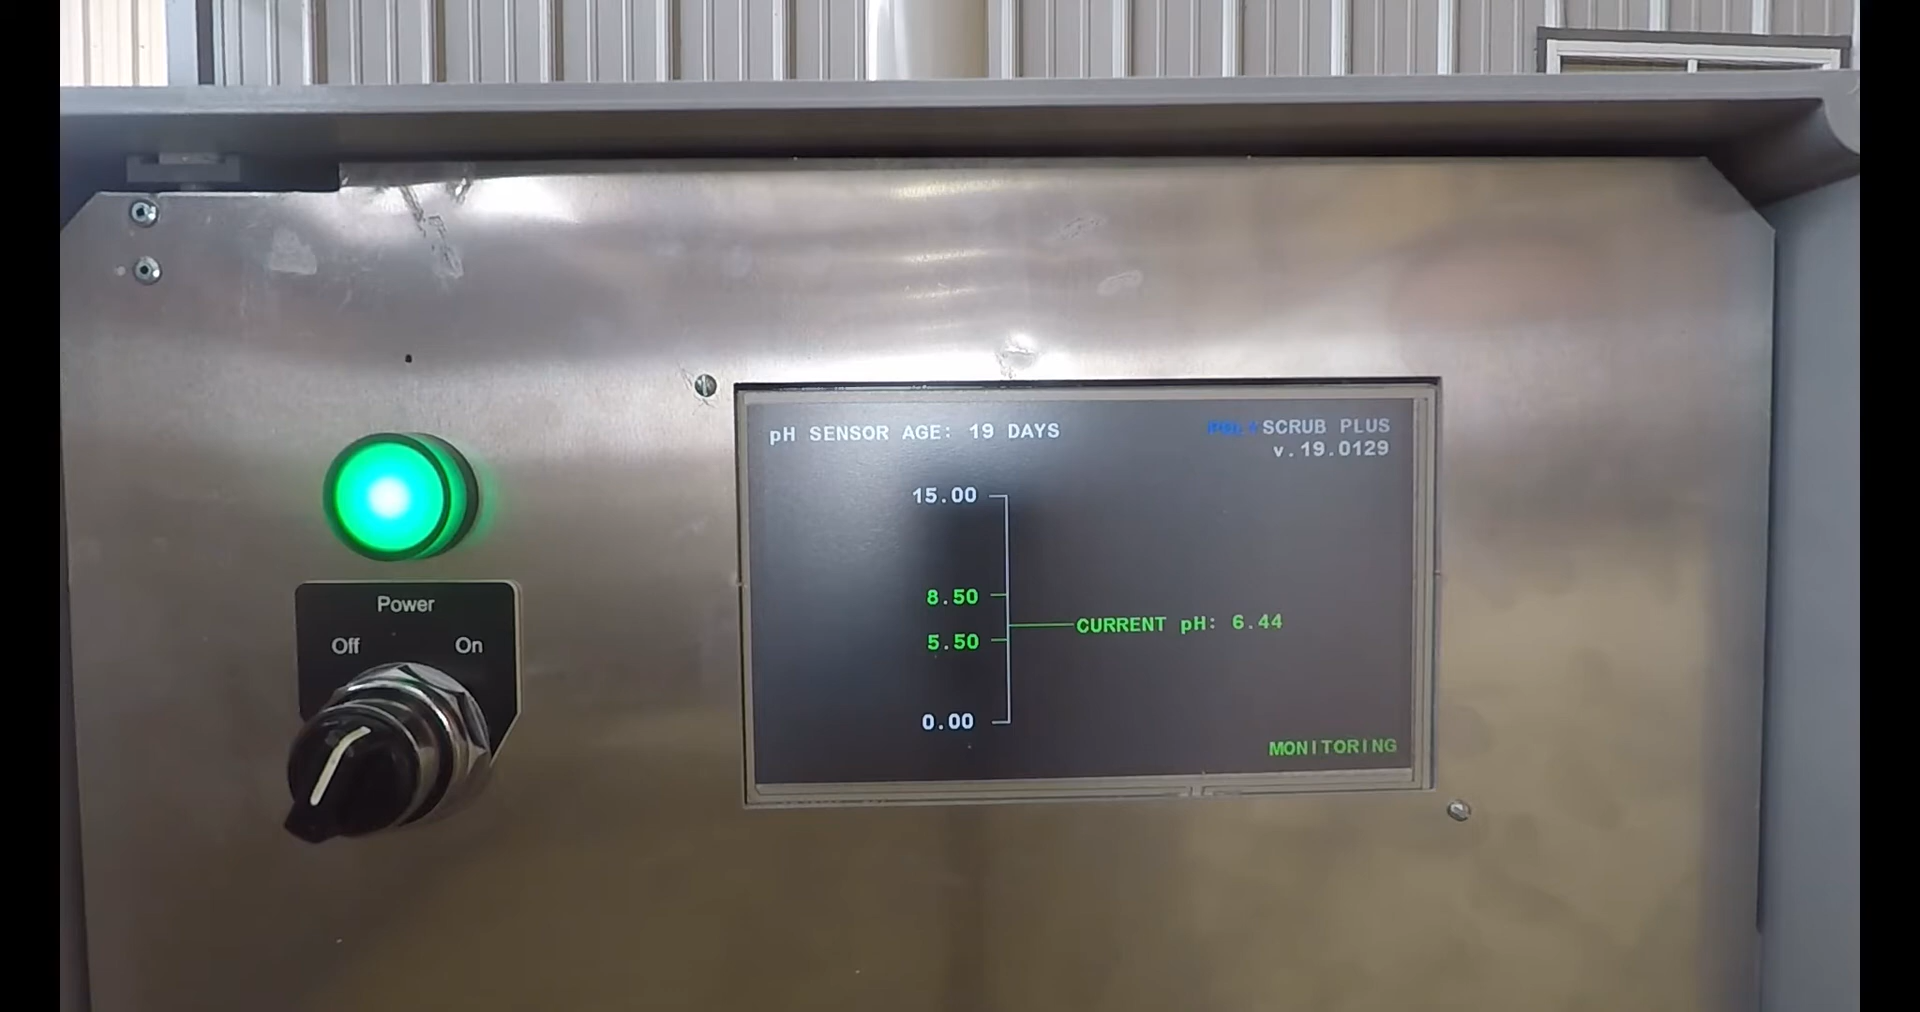 pH SENSOR AGE: 19 DAYS
SCRUB PLUS
v.19.0129
15.00
8.50
CURRENT pH: 6.44
5.50
0.00
MONITORING
Power
Off On